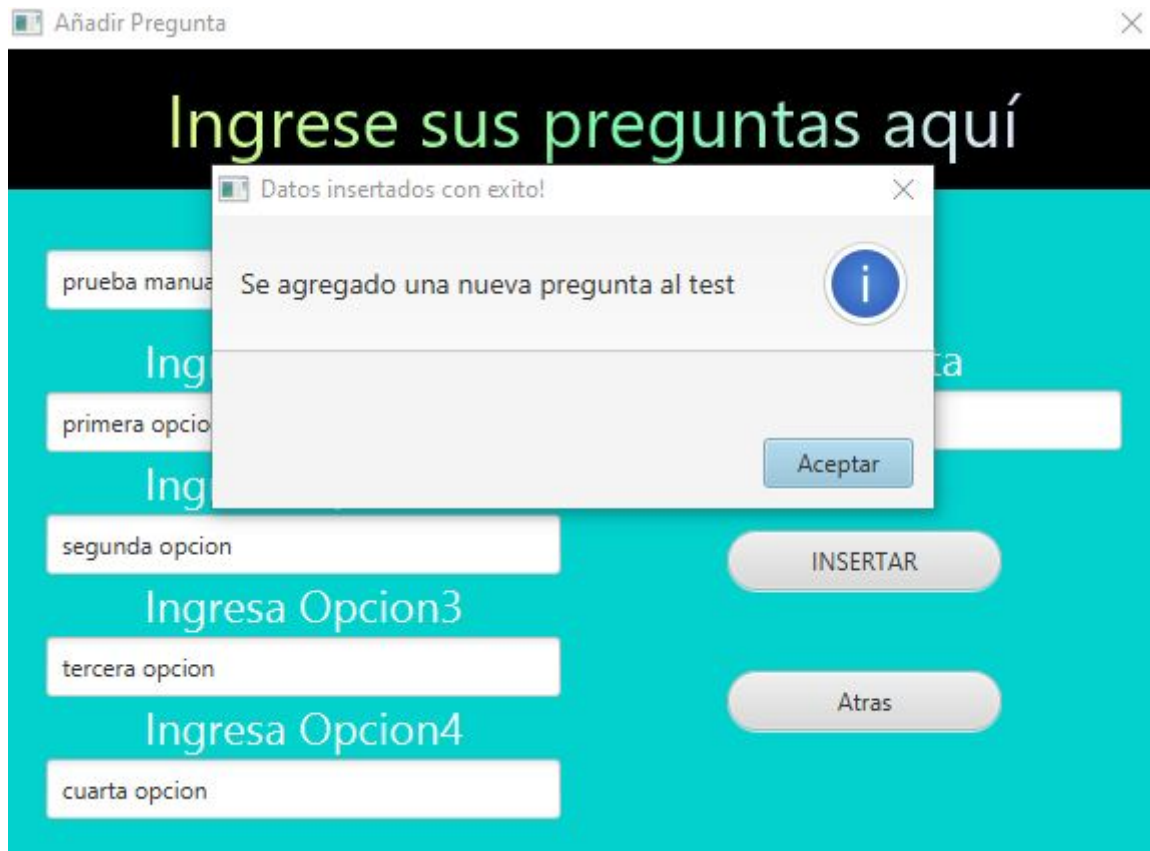 Añadir Pregunta
Ingrese sus preguntas aquí
Datos insertados con exito!
Se agregado una nueva pregunta al test
Aceptar
prueba manua
Ing
ta
primera opcio
Ing
segunda opcion
INSERTAR
Ingresa Opcion3
tercera opcion
Atras
Ingresa Opcion4
cuarta opcion